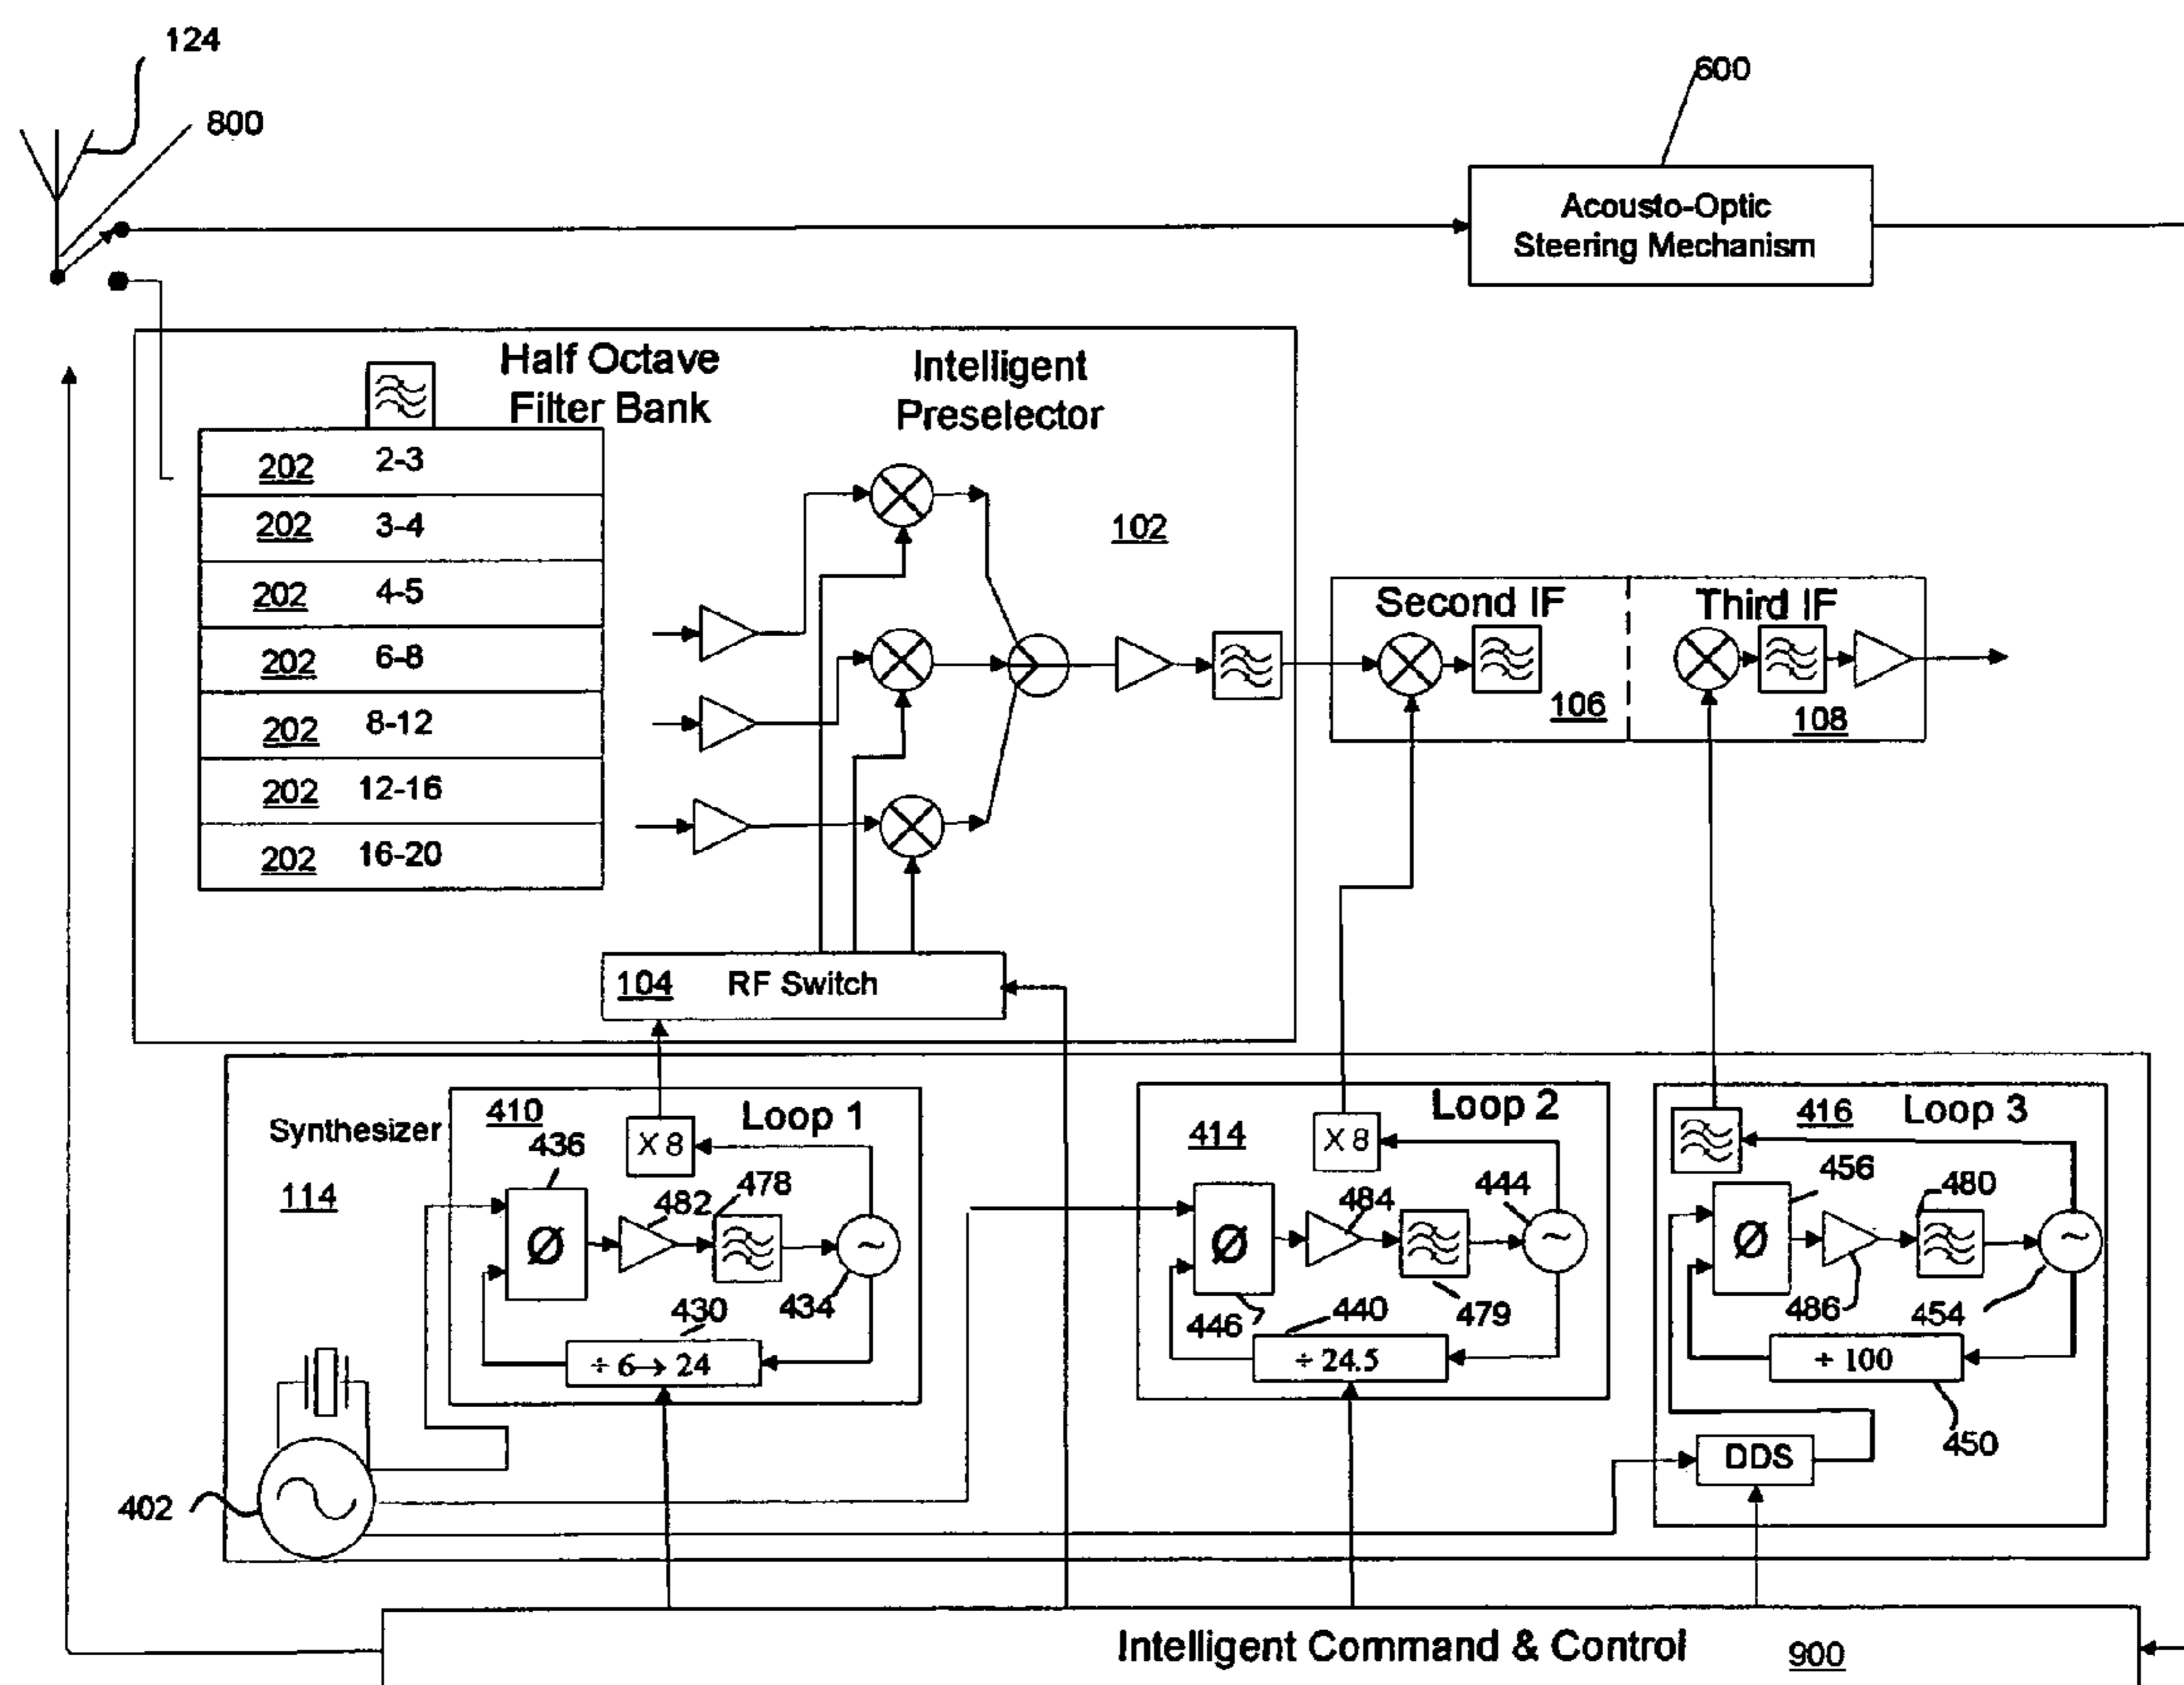 124
800
600
Acousto-Optic
Steering Mechanism
Half Octave
Filter Bank
Intelligent
Preselector
202 2-3
202 3-4
202 4-5
202 6-8
202 8-12
202 12-16
202 16-20
102
Second IF
106
Third IF
108
104 RF Switch
Synthesizer
114
410
Loop 1
436
X 8
482
478
Ø
~
434
430
÷ 6→ 24
402
414
Loop 2
X 8
484
444
Ø
~
446
440
479
÷ 24.5
416
Loop 3
456
480
Ø
~
486
454
+ 100
450
DDS
Intelligent Command & Control 900